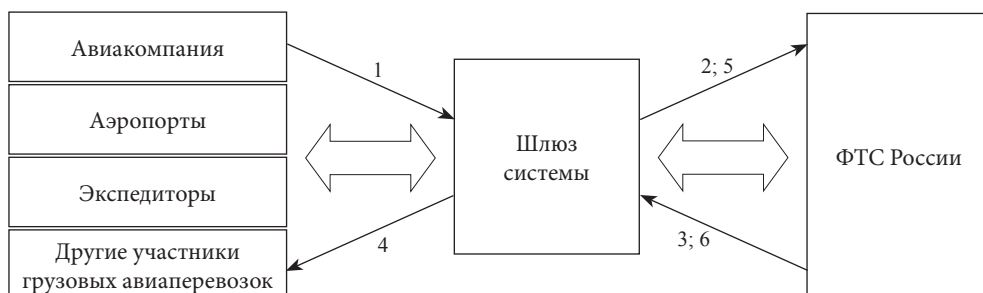 Авиакомпания
Аэропорты
Экспедиторы
Другие участники
грузовых авиаперевозок
1
4
Шлюз
системы
2; 5
3; 6
ФТС России